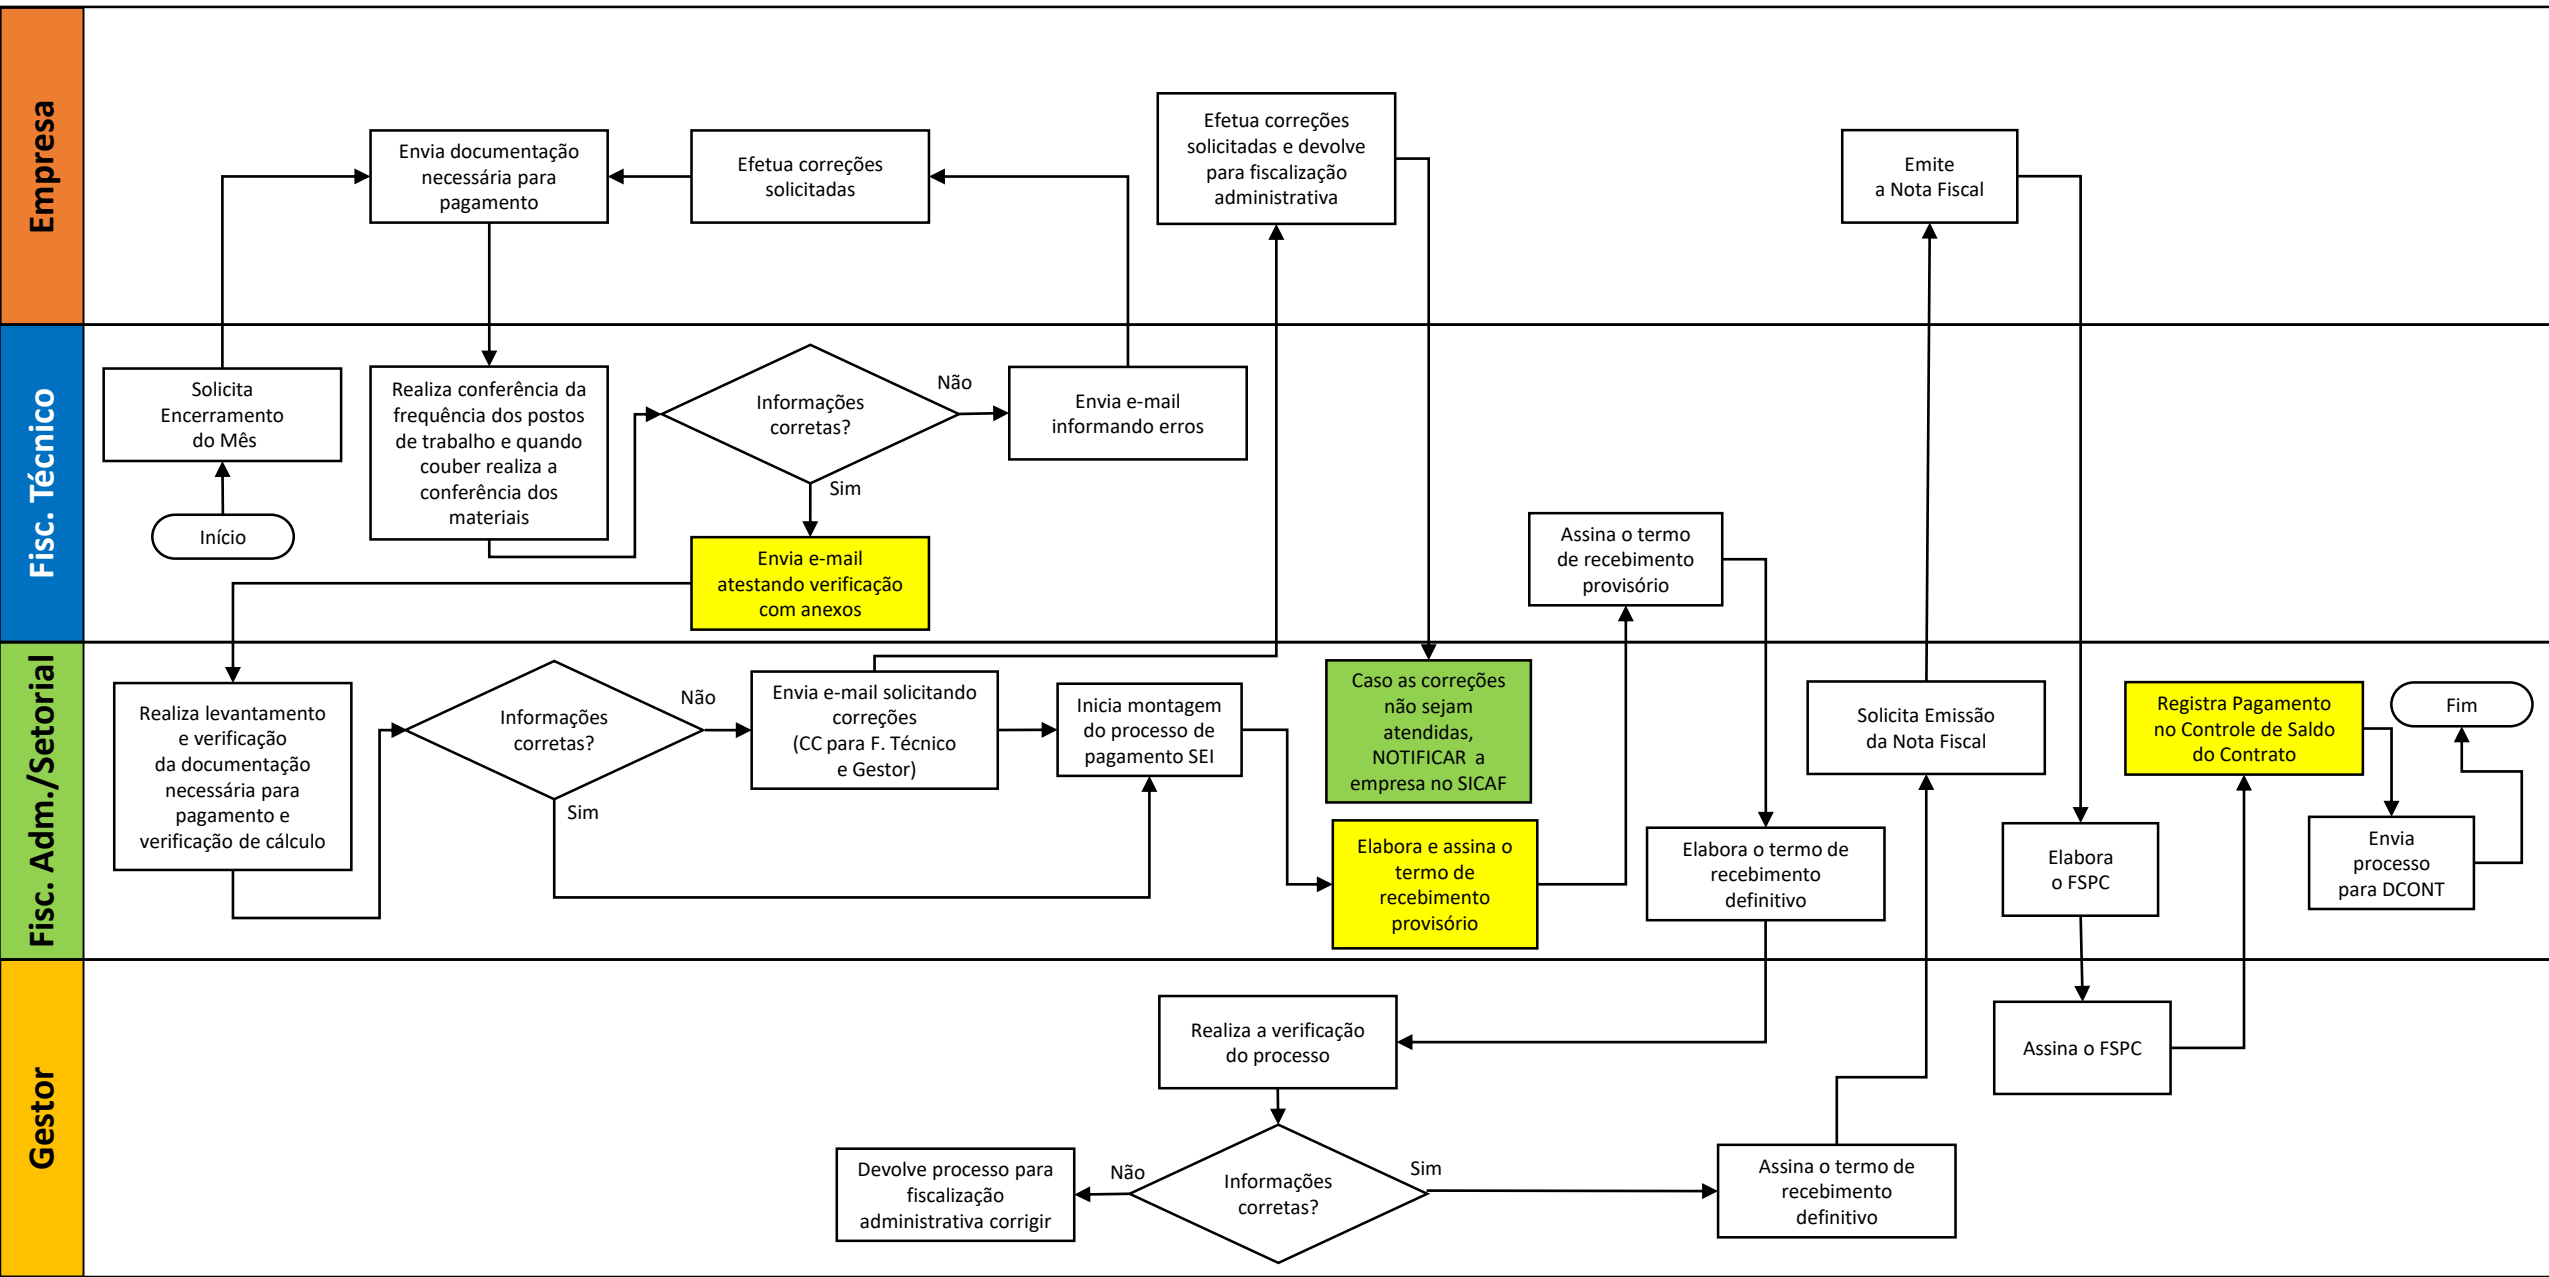 Empresa
Envia documentação
necessária para
pagamento
Efetua correções
solicitadas
Efetua correções
solicitadas e devolve
para fiscalização
administrativa
Emite
a Nota Fiscal
Fisc. Técnico
Solicita
Encerramento
do Mês
Início
Realiza conferência da
frequência dos postos
de trabalho e quando
couber realiza a
conferência dos
materiais
Informações
corretas?
Não
Sim
Envia e-mail
informando erros
Envia e-mail
atestando verificação
com anexos
Assina o termo
de recebimento
provisório
Fisc. Adm./Setorial
Realiza levantamento
e verificação
da documentação
necessária para
pagamento e
verificação de cálculo
Informações
corretas?
Não
Sim
Envia e-mail solicitando
correções
(CC para F. Técnico
e Gestor)
Inicia montagem
do processo de
pagamento SEI
Caso as correções
não sejam
atendidas,
NOTIFICAR a
empresa no SICAF
Elabora e assina o
termo de
recebimento
provisório
Elabora o termo de
recebimento
definitivo
Solicita Emissão
da Nota Fiscal
Elabora
o FSPC
Registra Pagamento
no Controle de Saldo
do Contrato
Envia
processo
para DCONT
Fim
Gestor
Realiza a verificação
do processo
Informações
corretas?
Não
Sim
Devolve processo para
fiscalização
administrativa corrigir
Assina o termo de
recebimento
definitivo
Assina o FSPC